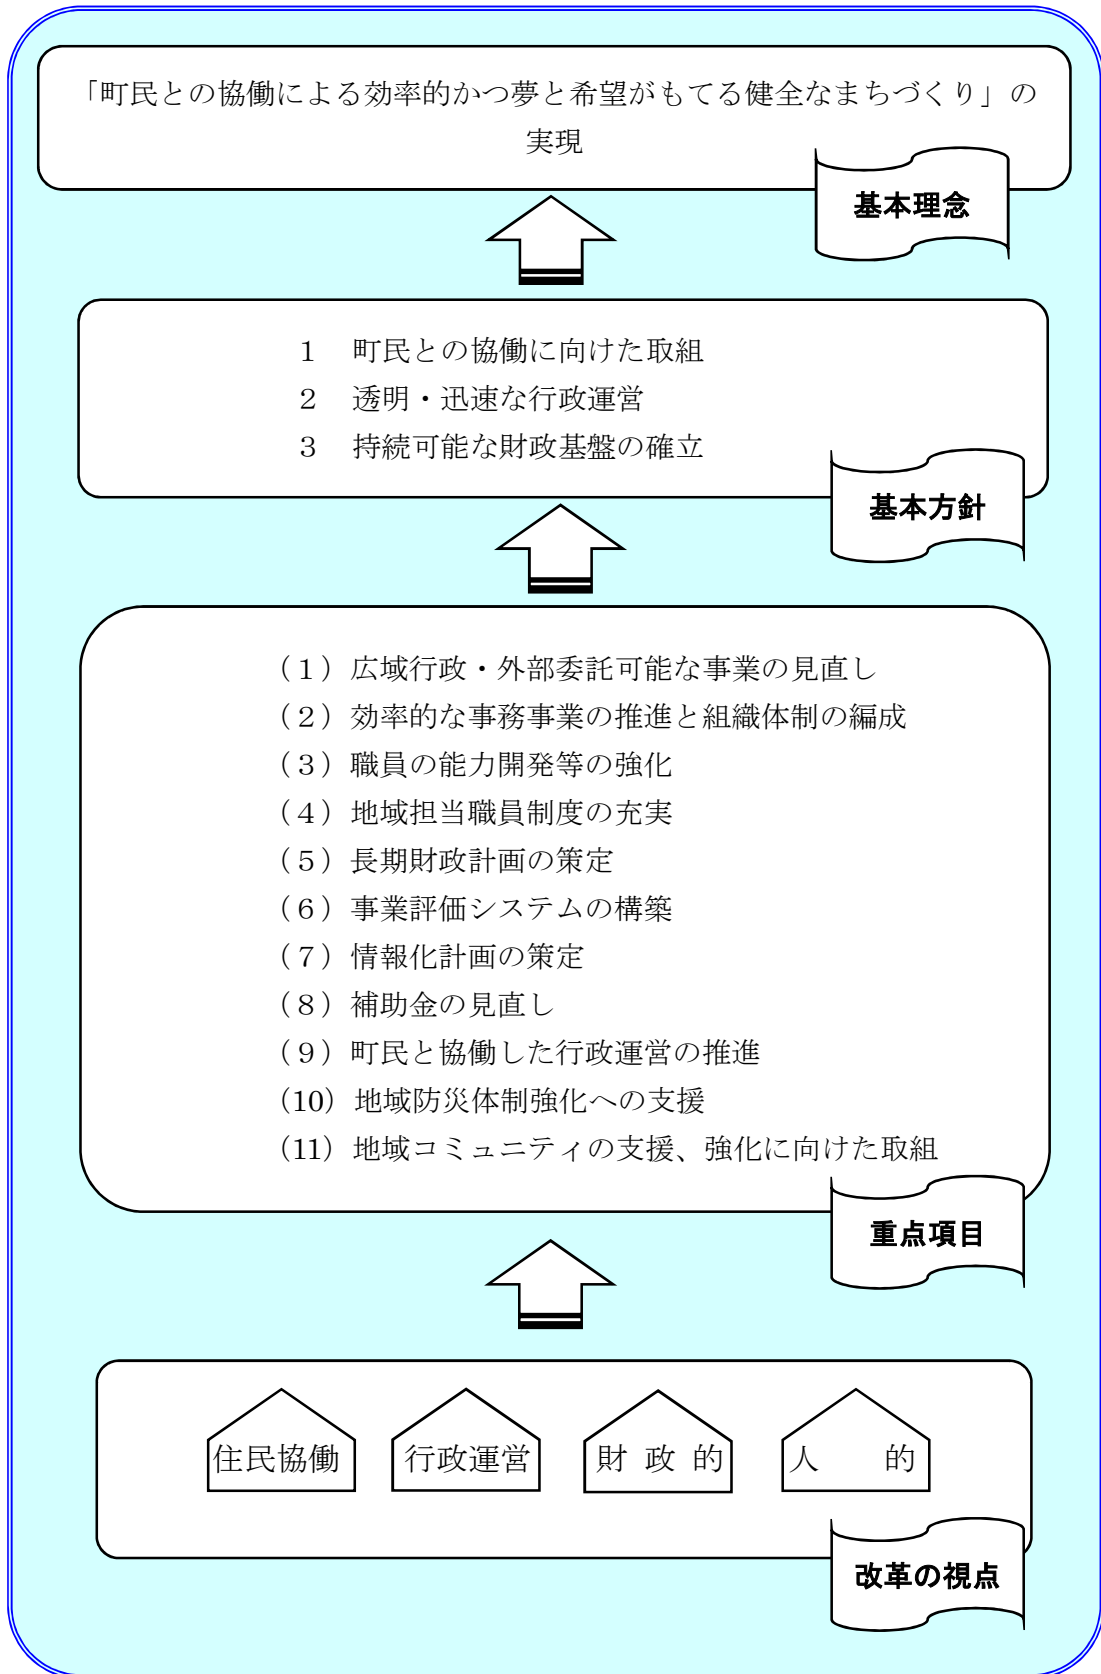 「町民との協働による効率的かつ夢と希望がもてる健全なまちづくり」の
実現
基本理念
１　町民との協働に向けた取組
２　透明・迅速な行政運営
３　持続可能な財政基盤の確立
基本方針
（１）広域行政・外部委託可能な事業の見直し
（２）効率的な事務事業の推進と組織体制の編成
（３）職員の能力開発等の強化
（４）地域担当職員制度の充実
（５）長期財政計画の策定
（６）事業評価システムの構築
（７）情報化計画の策定
（８）補助金の見直し
（９）町民と協働した行政運営の推進
（10）地域防災体制強化への支援
（11）地域コミュニティの支援、強化に向けた取組
重点項目
住民協働
行政運営
財 政 的
人　　的
改革の視点